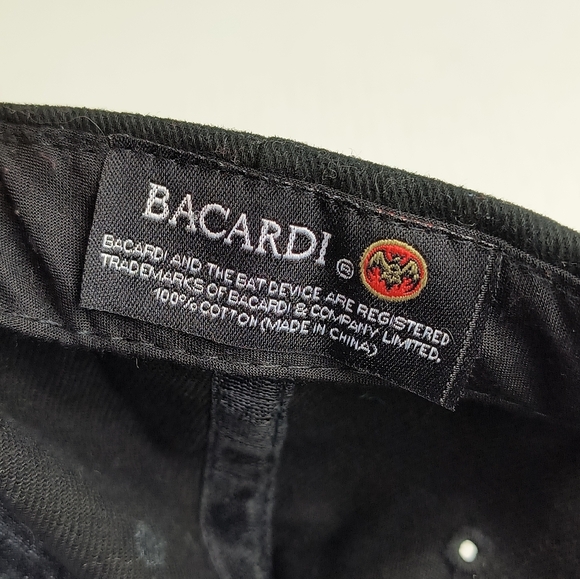 BACARDI ®
BACARDI AND THE BAT DEVICE ARE REGISTERED
TRADEMARKS OF BACARDI & COMPANY LIMITED.
100% COTTON (MADE IN CHINA)